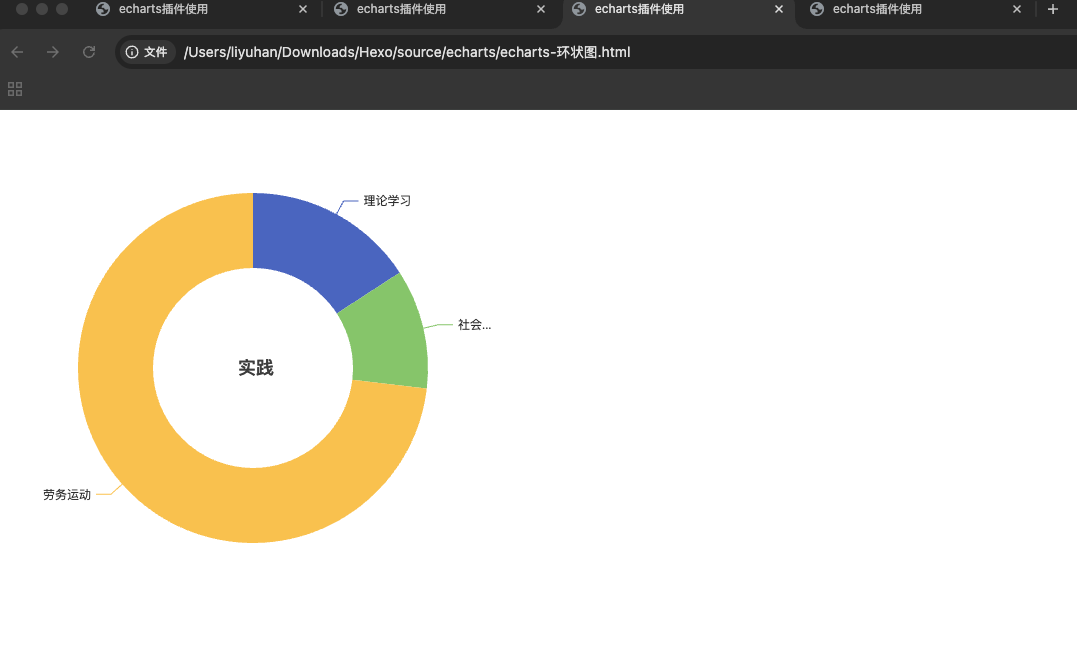 echarts插件使用
echarts插件使用
echarts插件使用
echarts插件使用
文件
/Users/liyuhan/Downloads/Hexo/source/echarts/echarts-环状图.html
理论学习
社会...
实践
劳务运动